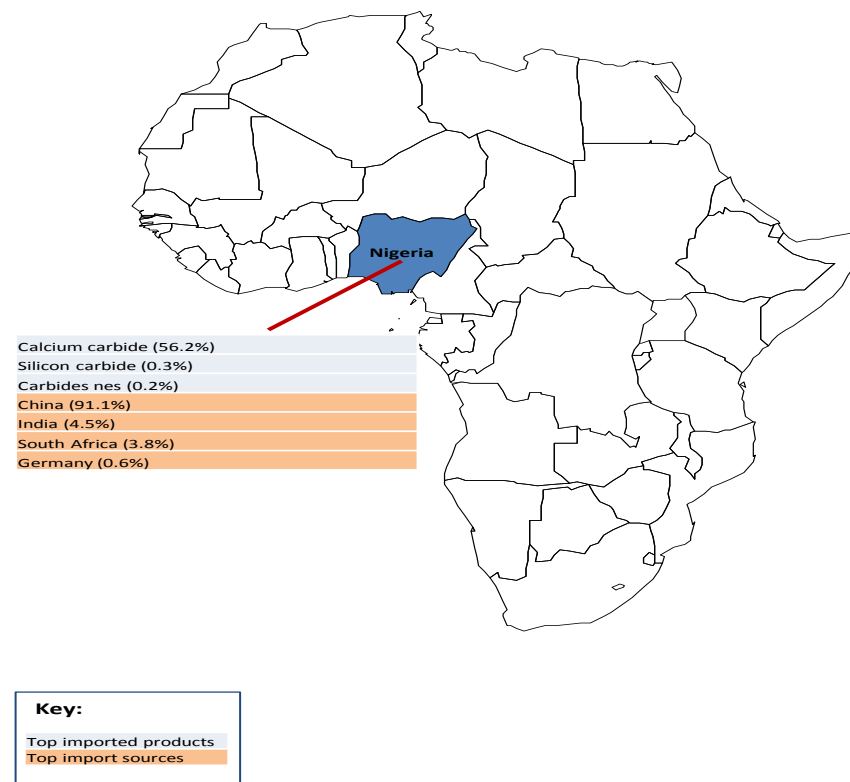 Nigeria
Calcium carbide (56.2%)
Silicon carbide (0.3%)
Carbides nes (0.2%)
China (91.1%)
India (4.5%)
South Africa (3.8%)
Germany (0.6%)
Key:
Top imported products
Top import sources